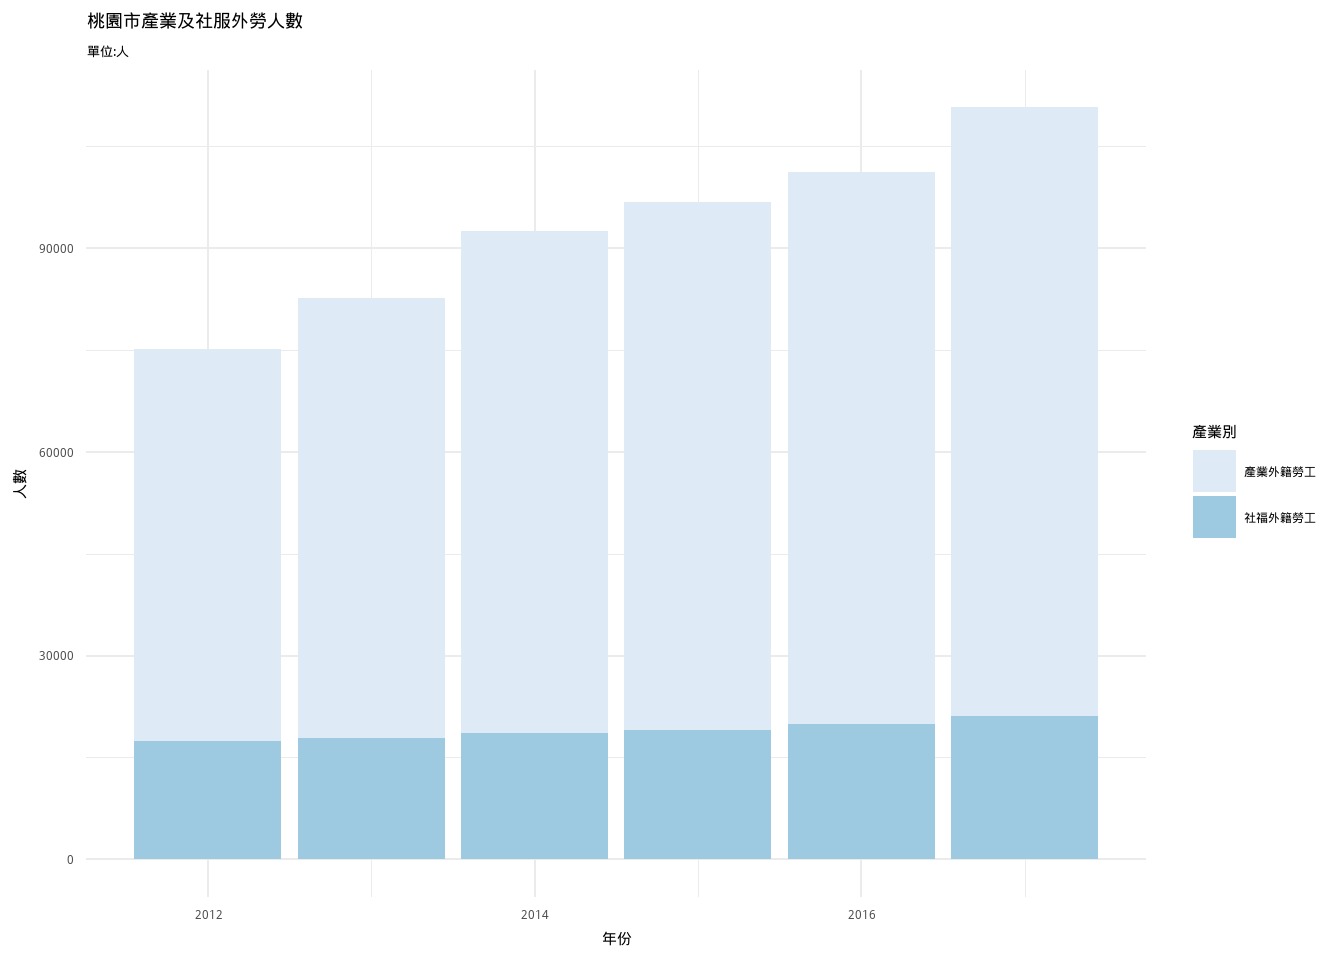 桃園市產業及社服外勞人數
單位:人
人數
90000
60000
30000
0
2012
2014
2016
年份
產業別
產業外籍勞工
社福外籍勞工